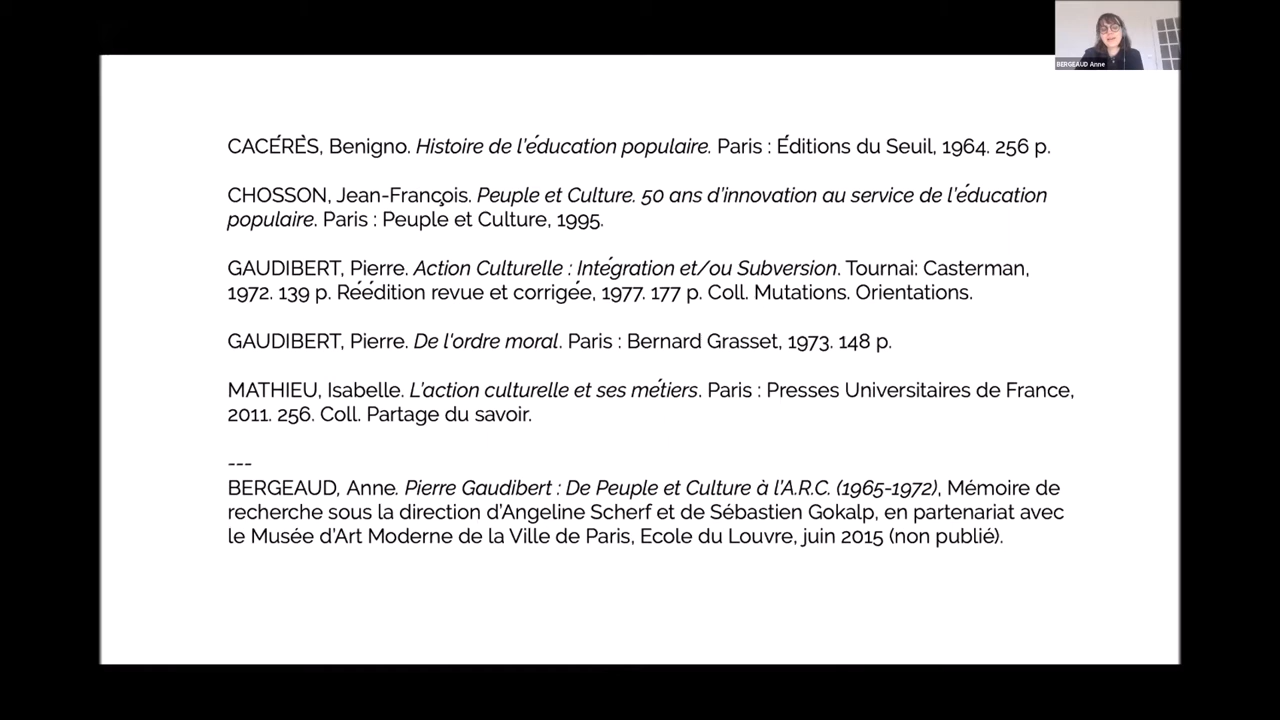 BERGEAUD Anne
CACÉRÈS, Benigno. Histoire de l'éducation populaire. Paris : Éditions du Seuil, 1964. 256 p.
CHOSSON, Jean-François. Peuple et Culture. 50 ans d'innovation au service de l'éducation
populaire. Paris : Peuple et Culture, 1995.
GAUDIBERT, Pierre. Action Culturelle : Intégration et/ou Subversion. Tournai: Casterman,
1972. 139 p. Réédition revue et corrigée, 1977. 177 p. Coll. Mutations. Orientations.
GAUDIBERT, Pierre. De l'ordre moral. Paris : Bernard Grasset, 1973. 148 p.
MATHIEU, Isabelle. L'action culturelle et ses métiers. Paris : Presses Universitaires de France,
2011. 256. Coll. Partage du savoir.
---
BERGEAUD, Anne. Pierre Gaudibert : De Peuple et Culture à l'A.R.C. (1965-1972), Mémoire de
recherche sous la direction d'Angeline Scherf et de Sébastien Gokalp, en partenariat avec
le Musée d'Art Moderne de la Ville de Paris, Ecole du Louvre, juin 2015 (non publié).